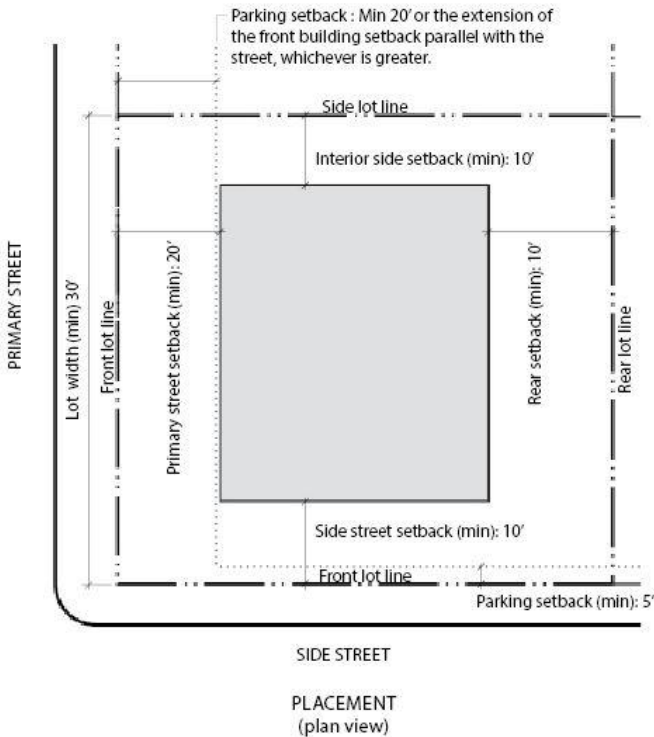 Parking setback : Min 20’ or the extension of
the front building setback parallel with the
street, whichever is greater.
Side lot line
Interior side setback (min): 10’
PRIMARY STREET
Lot width (min) 30’
Front lot line
Primary street setback (min): 20’
Rear setback (min): 10’
Rear lot line
Side street setback (min): 10’
Front lot line
Parking setback (min): 5’
SIDE STREET
PLACEMENT
(plan view)